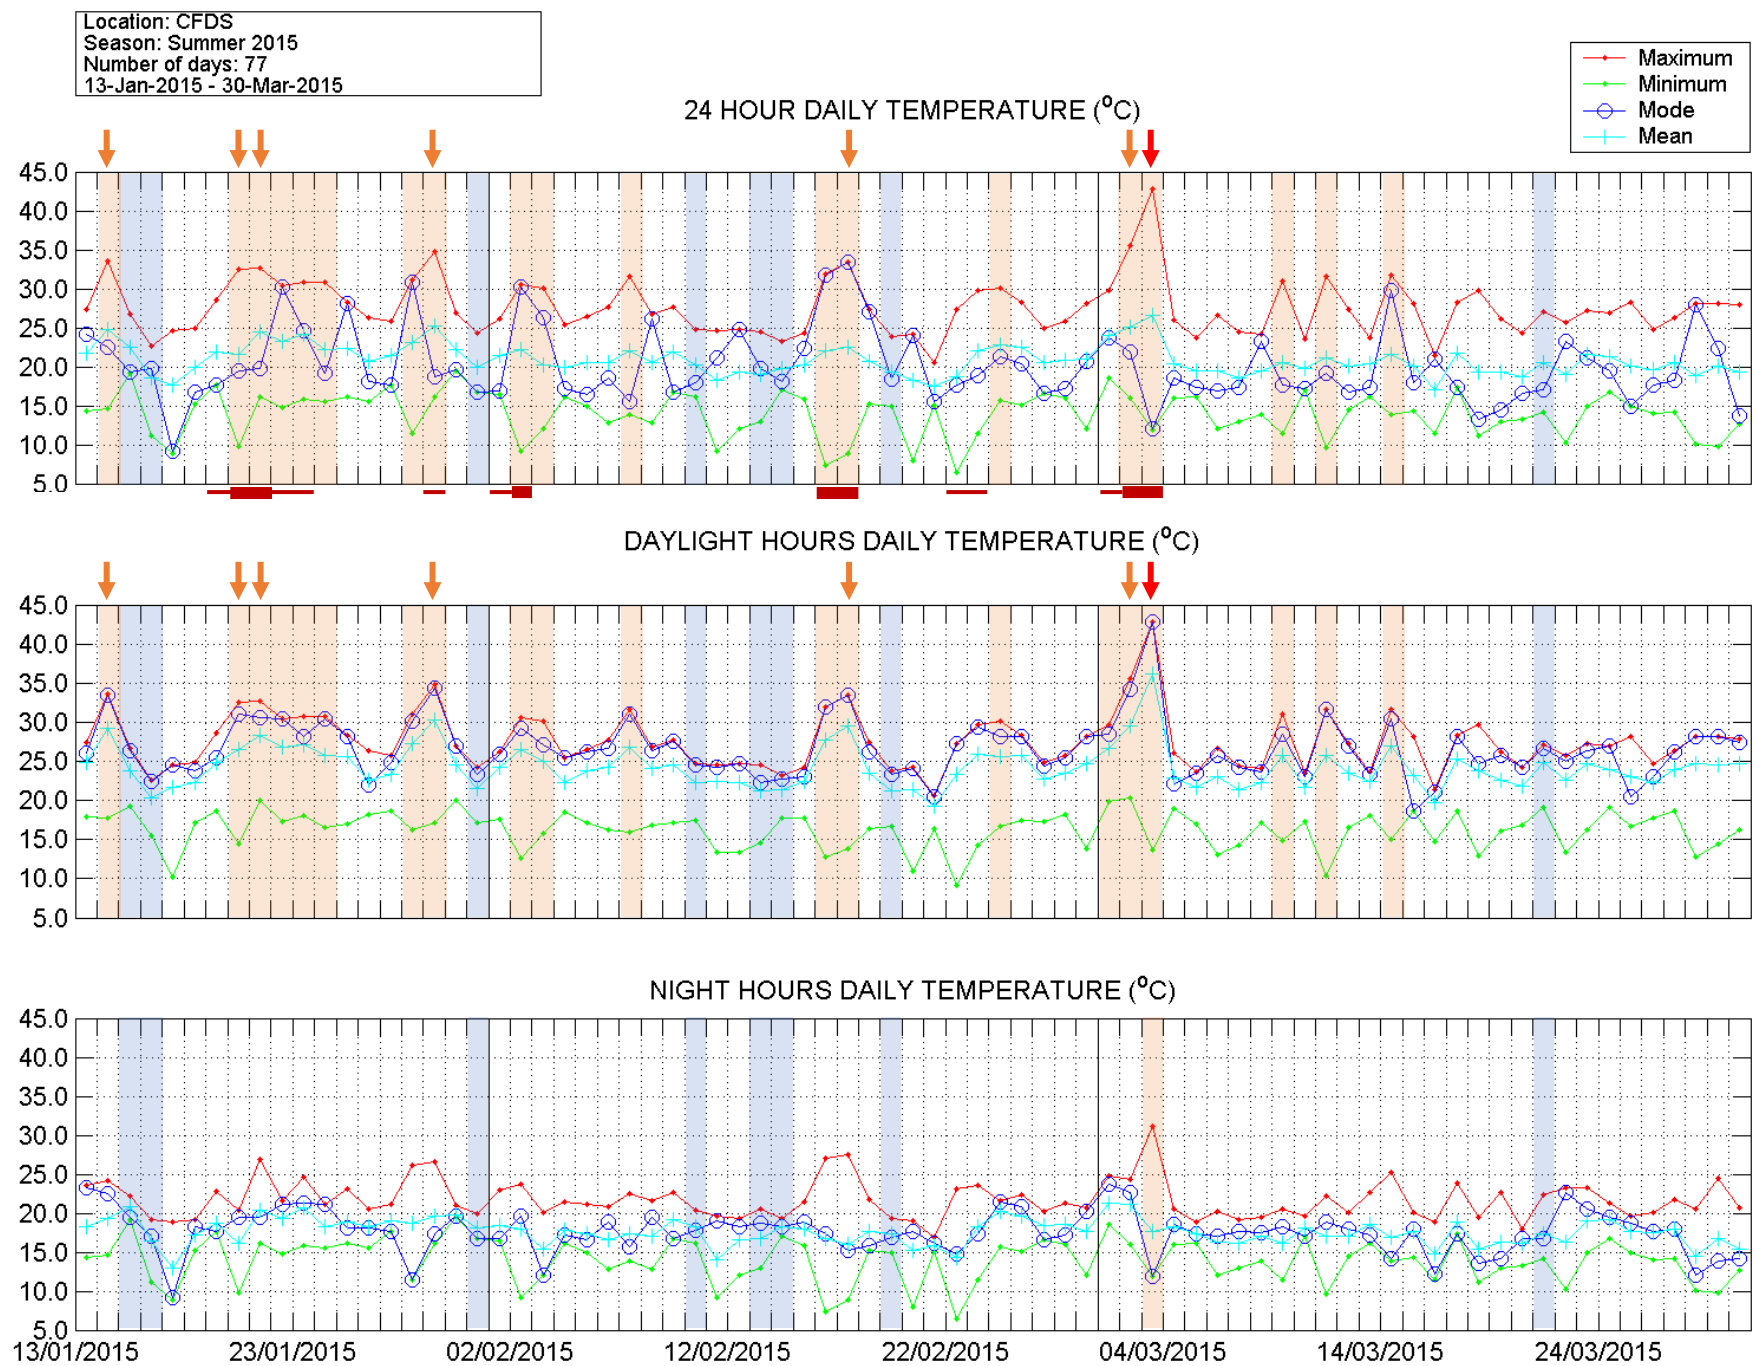 Location: CFDS
Season: Summer 2015
Number of days: 77
13-Jan-2015 - 30-Mar-2015
Maximum
Minimum
Mode
Mean
24 HOUR DAILY TEMPERATURE (°C)
45.0
40.0
35.0
30.0
25.0
20.0
15.0
10.0
5.0
DAYLIGHT HOURS DAILY TEMPERATURE (°C)
45.0
40.0
35.0
30.0
25.0
20.0
15.0
10.0
5.0
NIGHT HOURS DAILY TEMPERATURE (°C)
45.0
40.0
35.0
30.0
25.0
20.0
15.0
10.0
5.0
13/01/2015 23/01/2015 02/02/2015 12/02/2015 22/02/2015 04/03/2015 14/03/2015 24/03/2015